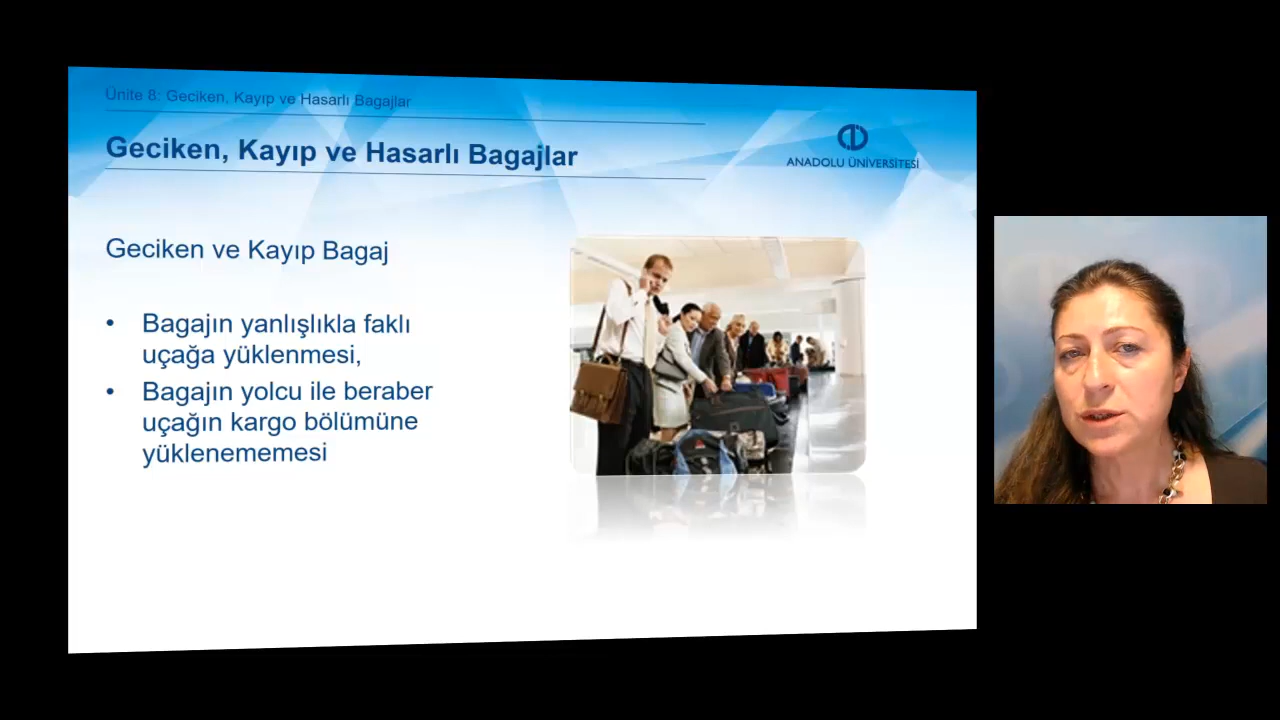 Ünite 8: Geciken, Kayıp ve Hasarlı Bagajlar
Geciken, Kayıp ve Hasarlı Bagajlar
ANADOLU ÜNİVERSİTESİ
Geciken ve Kayıp Bagaj
• Bagajın yanlışlıkla faklı
uçağa yüklenmesi,
• Bagajın yolcu ile beraber
uçağın kargo bölümüne
yüklenememesi